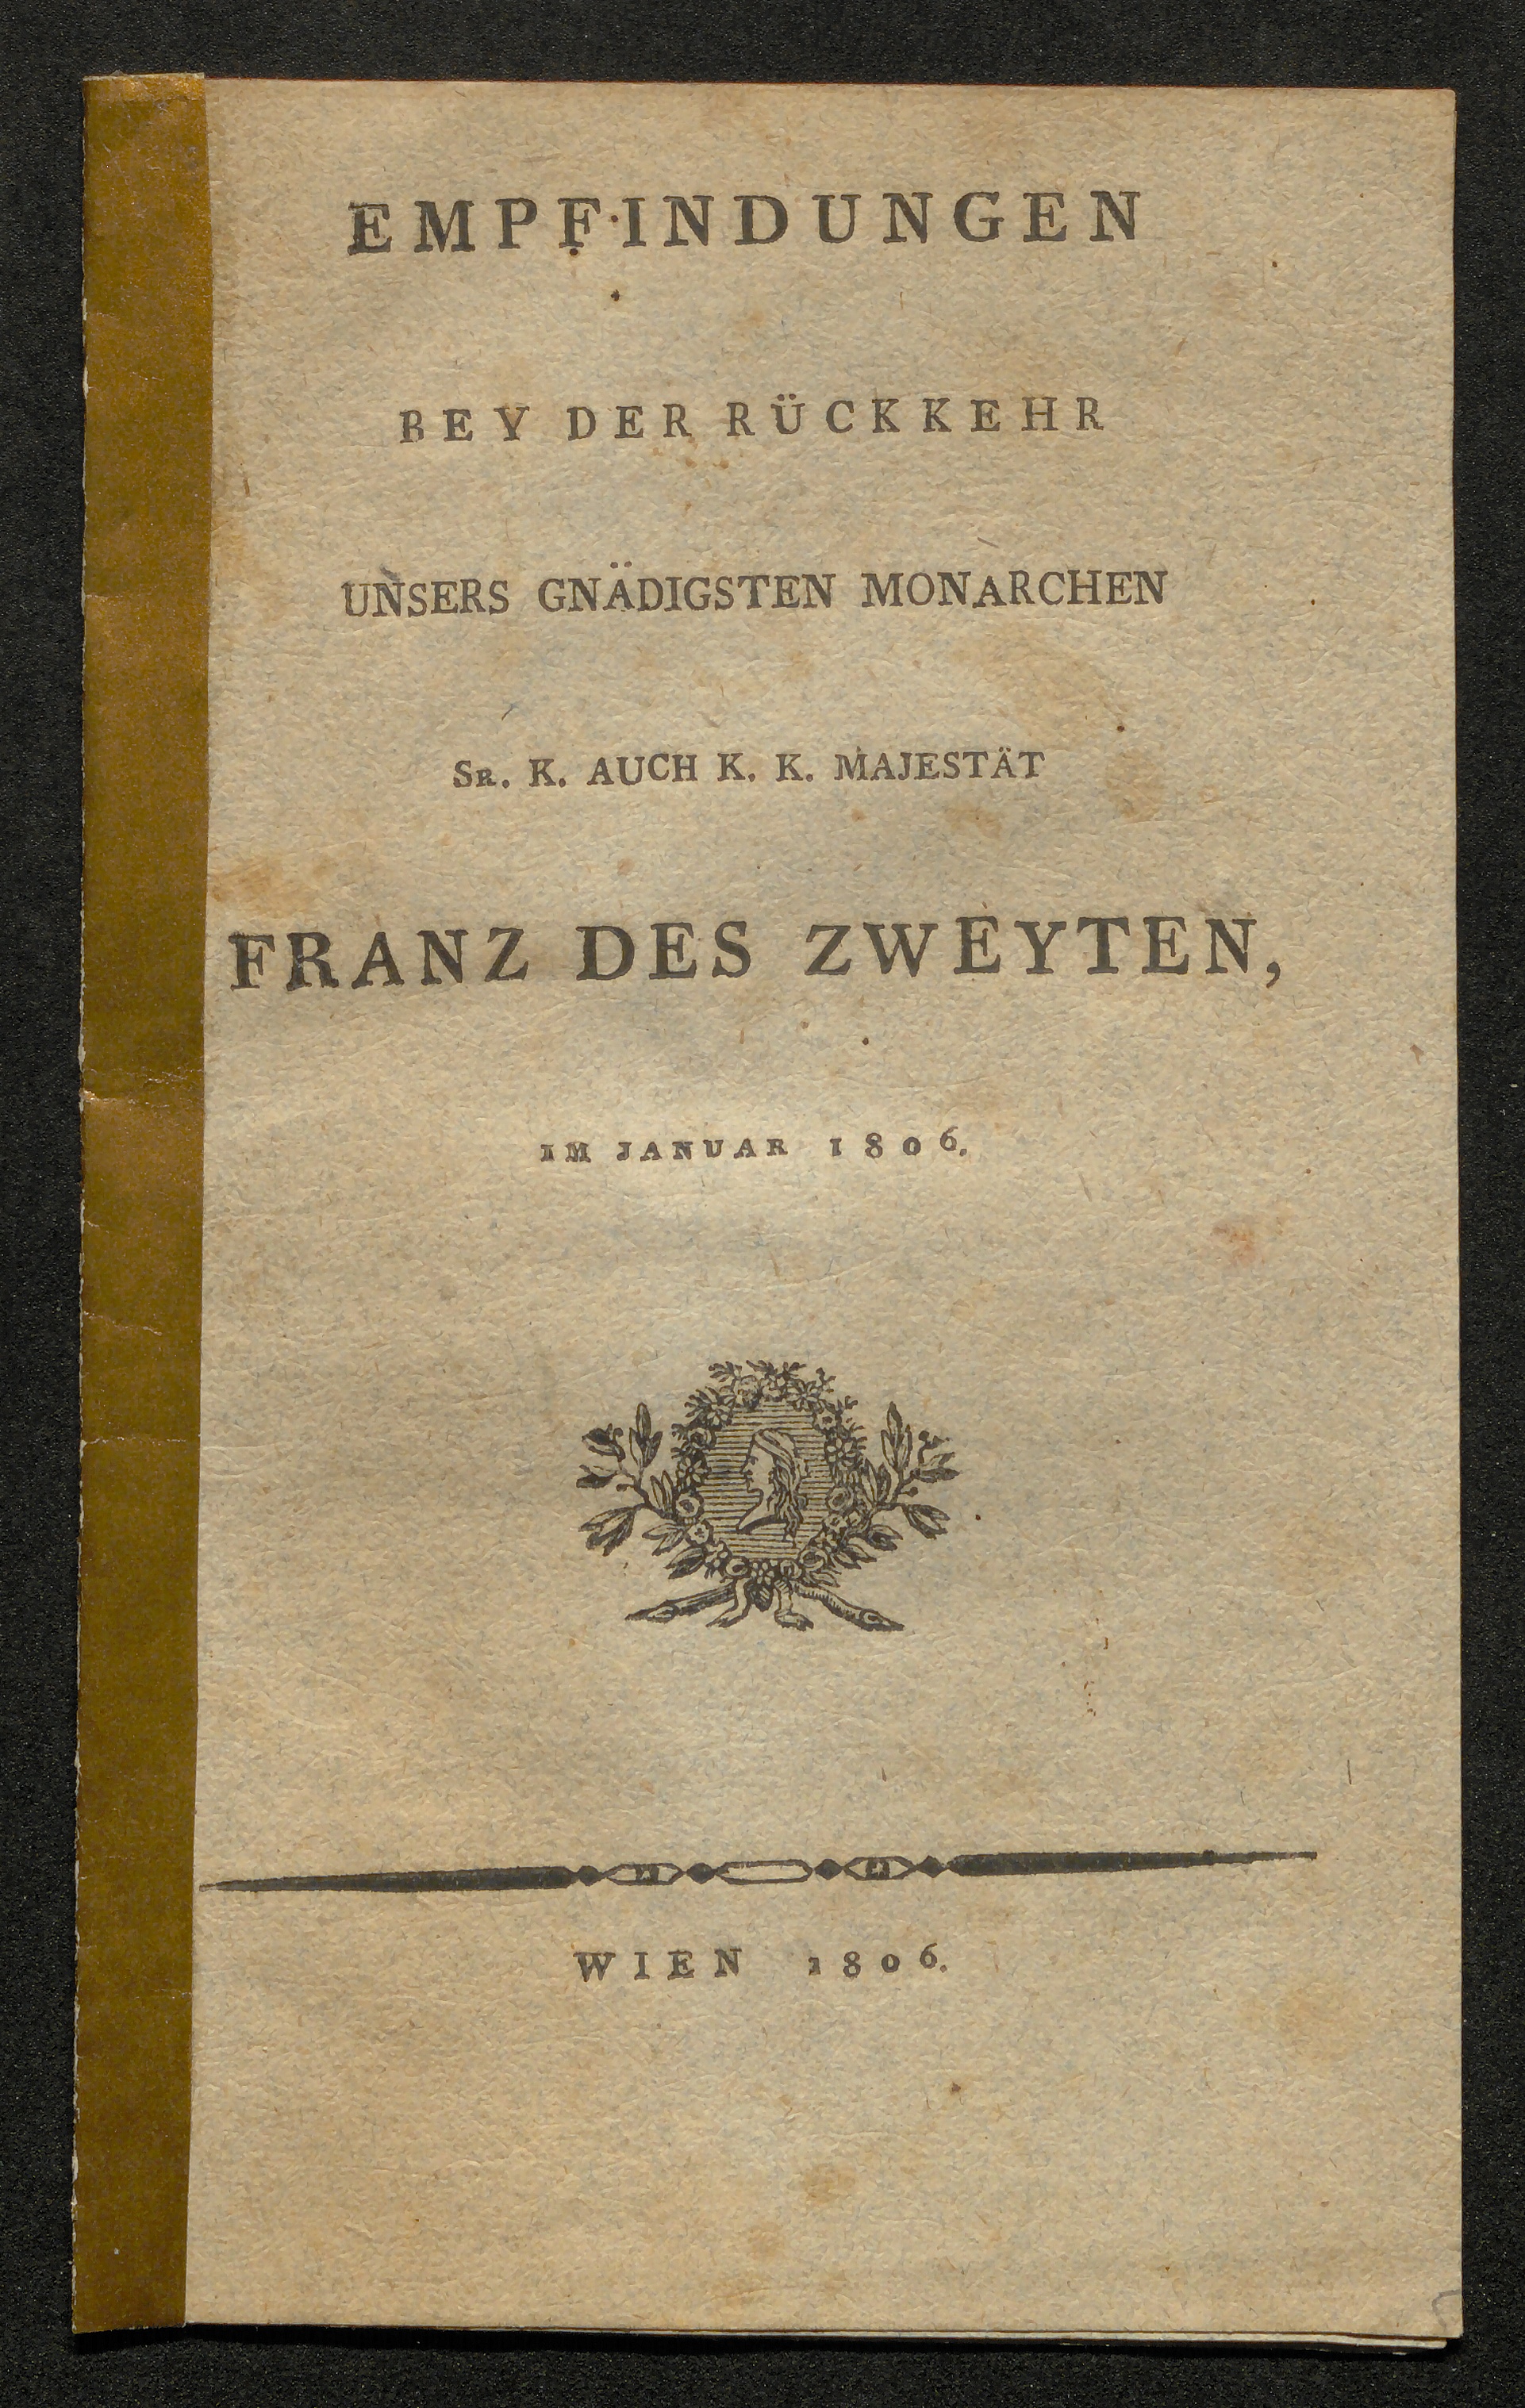 EMPFINDUNGEN
BEY DER RÜCKKEHR
UNSERS GNÄDIGSTEN MONARCHEN
SR. K. AUCH K. K. MAJESTÄT
FRANZ DES ZWEYTEN,
IM JANUAR 1806.
WIEN 1806.